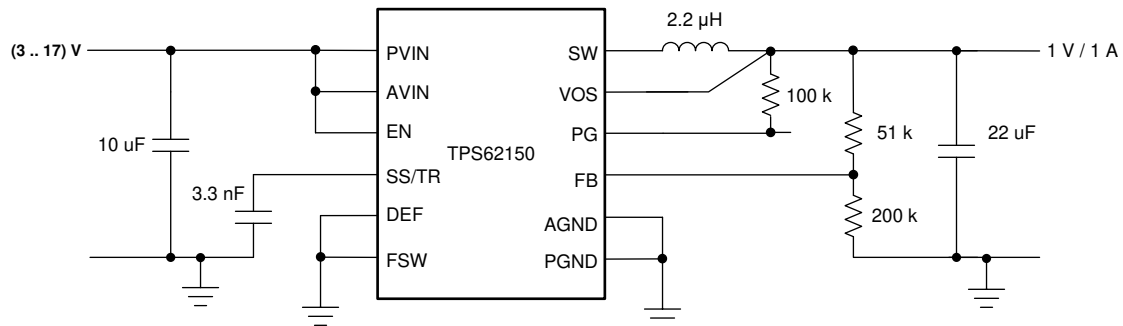 2.2 µH
(3 .. 17) V
PVIN
SW
1 V / 1 A
AVIN
VOS
100 k
10 uF
EN
PG
51 k
22 uF
TPS62150
3.3 nF
SS/TR
FB
DEF
AGND
200 k
FSW
PGND